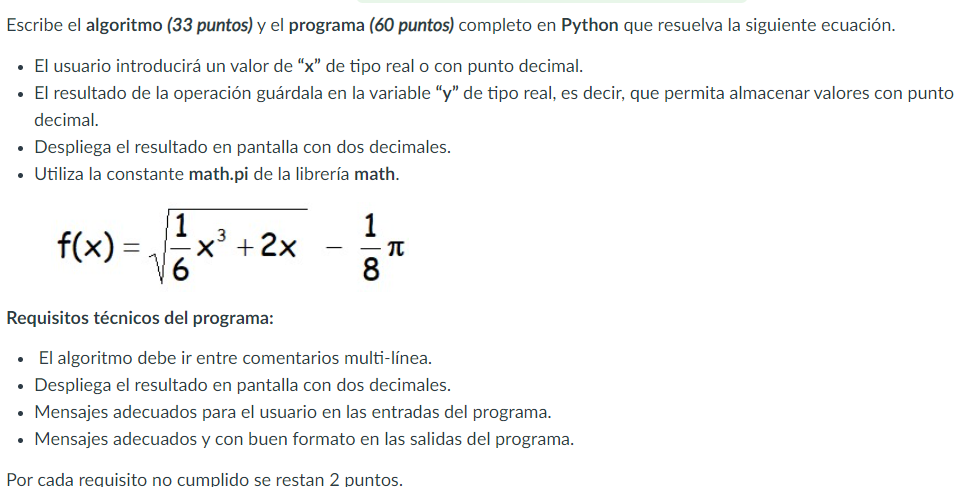 Escribe el algoritmo (33 puntos) y el programa (60 puntos) completo en Python que resuelva la siguiente ecuación.
• El usuario introducirá un valor de “x” de tipo real o con punto decimal.
• El resultado de la operación guárdala en la variable “y” de tipo real, es decir, que permita almacenar valores con punto
decimal.
• Despliega el resultado en pantalla con dos decimales.
• Utiliza la constante math.pi de la librería math.
f(x) = √(1/6 x³ + 2x) − 1/8 π
Requisitos técnicos del programa:
• El algoritmo debe ir entre comentarios multi-línea.
• Despliega el resultado en pantalla con dos decimales.
• Mensajes adecuados para el usuario en las entradas del programa.
• Mensajes adecuados y con buen formato en las salidas del programa.
Por cada requisito no cumplido se restan 2 puntos.